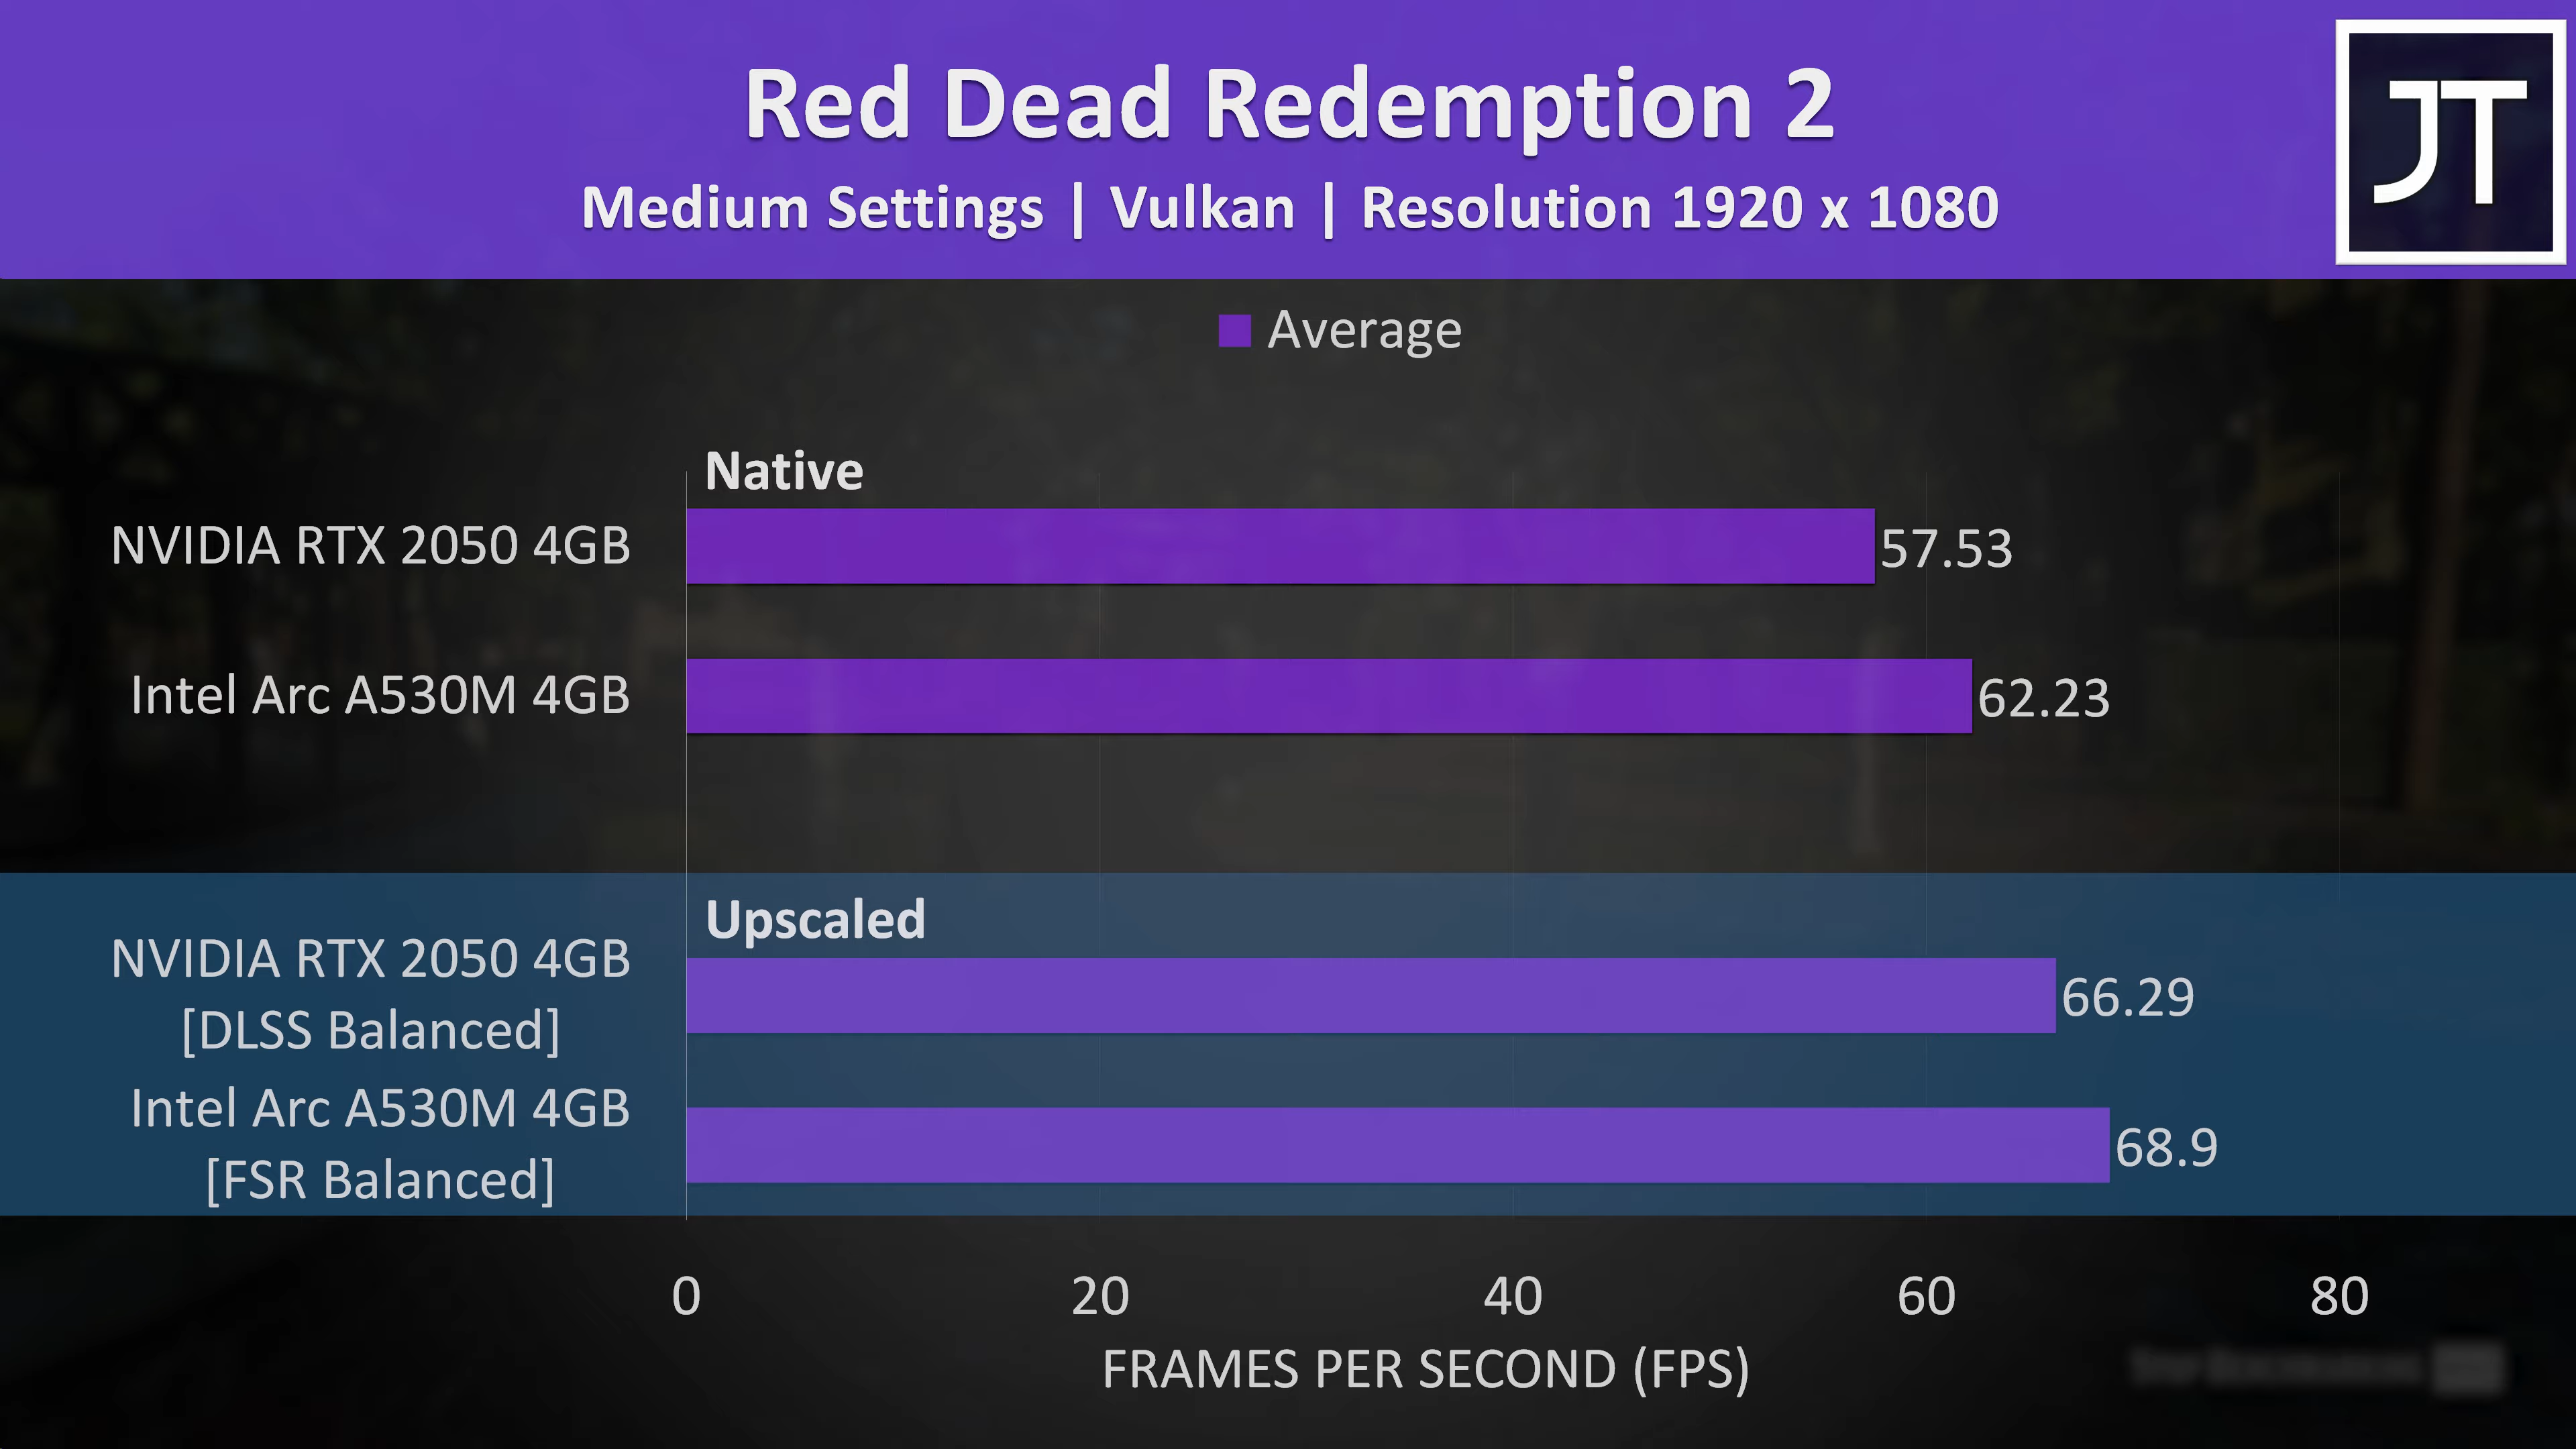 Red Dead Redemption 2
JT
Medium Settings | Vulkan | Resolution 1920 x 1080
Average
Native
NVIDIA RTX 2050 4GB
57.53
Intel Arc A530M 4GB
62.23
Upscaled
NVIDIA RTX 2050 4GB
[DLSS Balanced]
66.29
Intel Arc A530M 4GB
[FSR Balanced]
68.9
0 20 40 60 80
FRAMES PER SECOND (FPS)